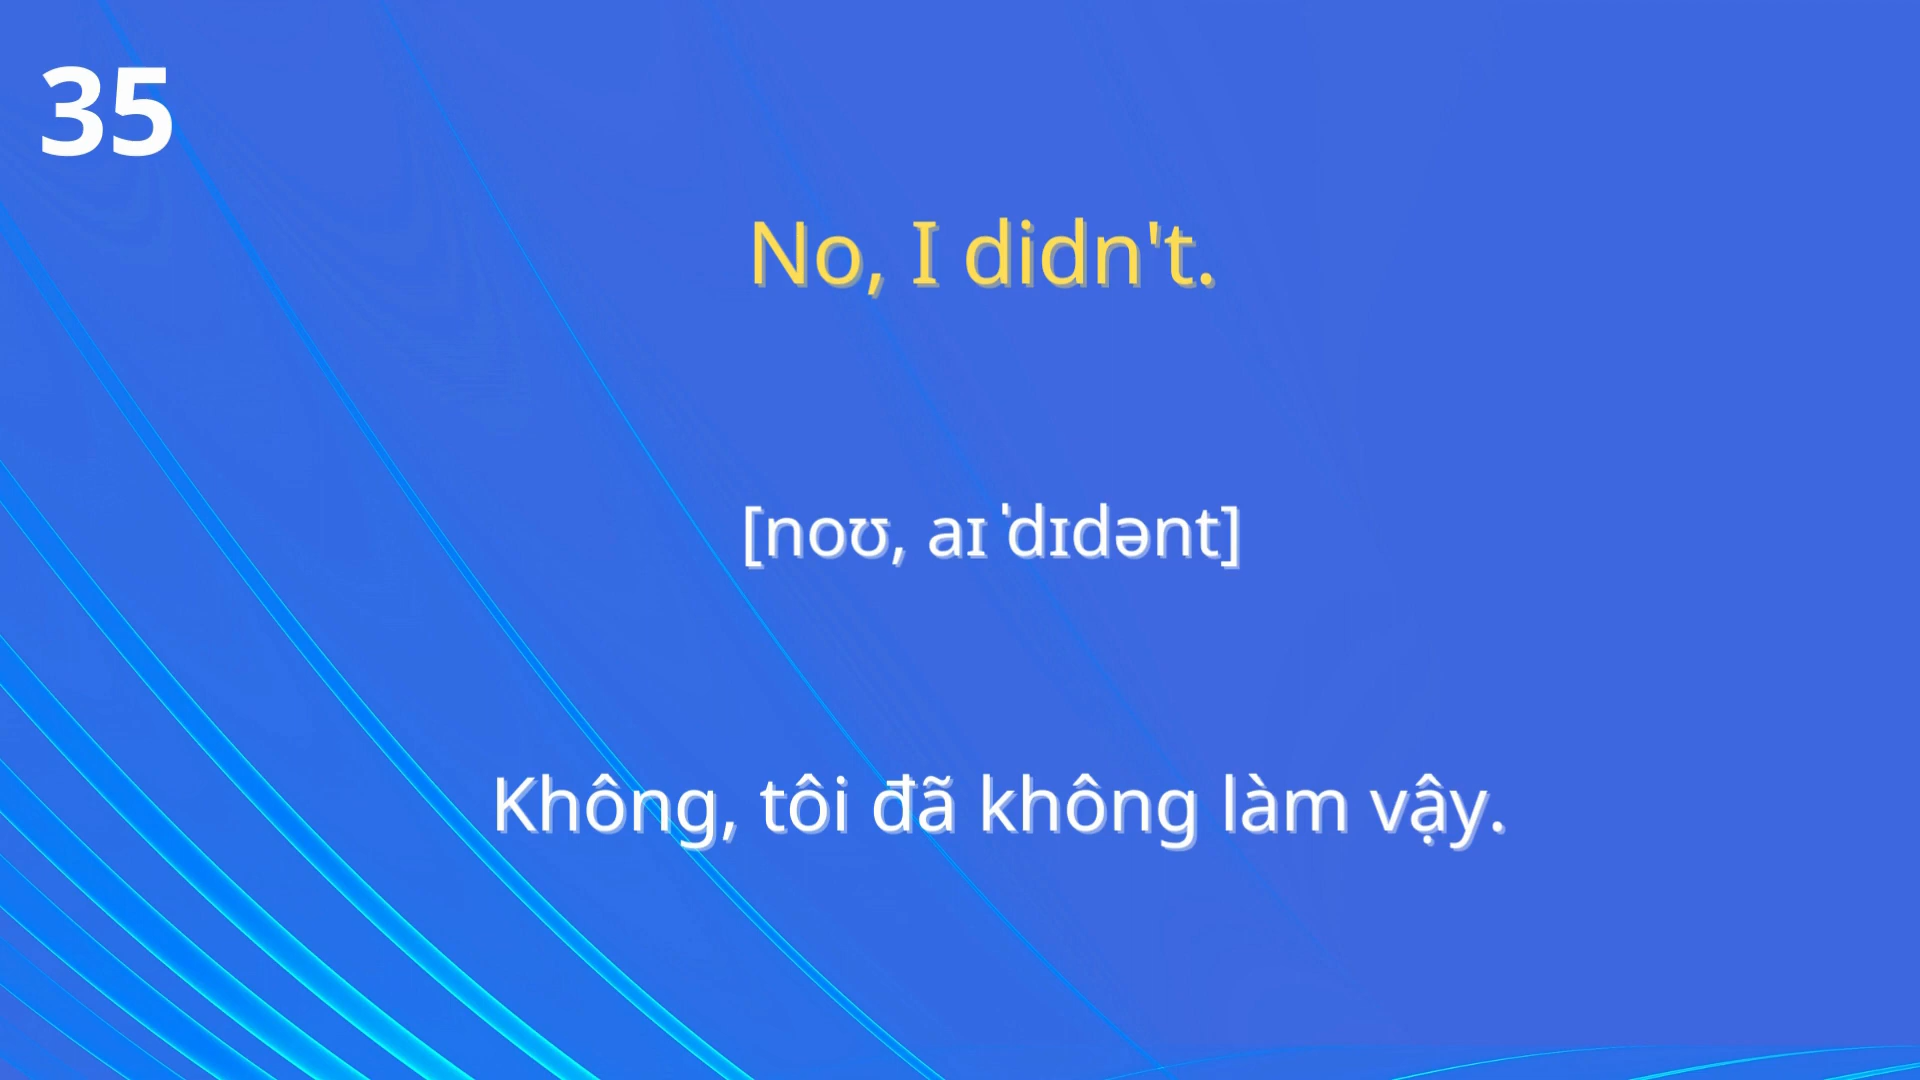 35
No, I didn't.
[noʊ, aɪ ˈdɪdənt]
Không, tôi đã không làm vậy.